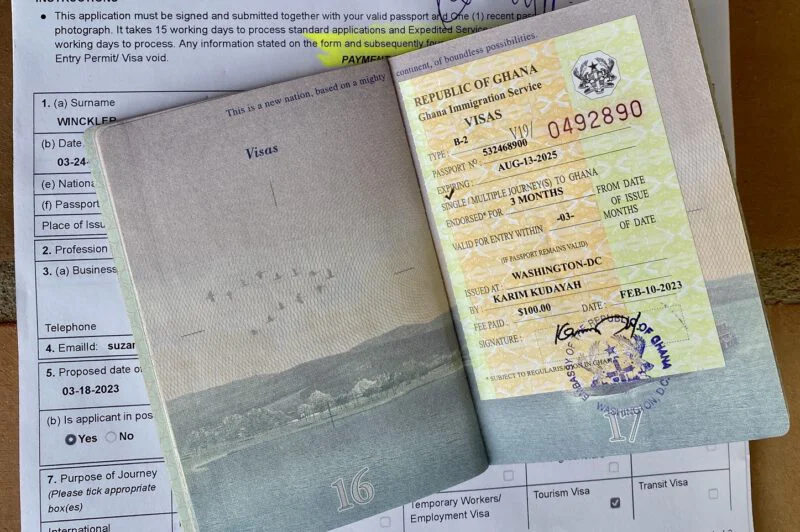 INSTRUCTIONS
• This application must be signed and submitted together with your valid passport and One (1) recent
photograph. It takes 15 working days to process standard applications and Expedited
working days to process. Any information stated on the form and subsequently
Entry Permit/ Visa void.
PAYMENT
1. (a) Surname
WINCKLER
(b) Date
03-24-
(e)
(f) Passport
Place of
2. Profession
3. (a) Business
Telephone
4. EmailId:
5. Proposed date
03-18-2023
(b) Is applicant in
Yes No
7. Purpose of Journey
(Please tick appropriate
box(es)
International
Temporary Workers/
Employment Visa
Tourism Visa
Transit Visa
This is a new nation, based on a mighty continent, of boundless possibilities.
Visas
16
REPUBLIC OF GHANA
Ghana Immigration Service
VISAS
V19/ 0492890
TYPE: B-2
PASSPORT Nº: 532468900
EXPIRING: AUG-13-2025
SINGLE/MULTIPLE JOURNEY(S) TO GHANA
ENDORSED* FOR 3 MONTHS FROM DATE
OF ISSUE
VALID FOR ENTRY WITHIN -03- MONTHS
OF DATE
(IF PASSPORT REMAINS VALID)
ISSUED AT: WASHINGTON-DC
BY: KARIM KUDAYAH
FEE PAID: $100.00 DATE: FEB-10-2023
SIGNATURE:
* SUBJECT TO REGULARISATION IN GHANA
EMBASSY OF THE REPUBLIC OF GHANA
WASHINGTON, D.C.
17